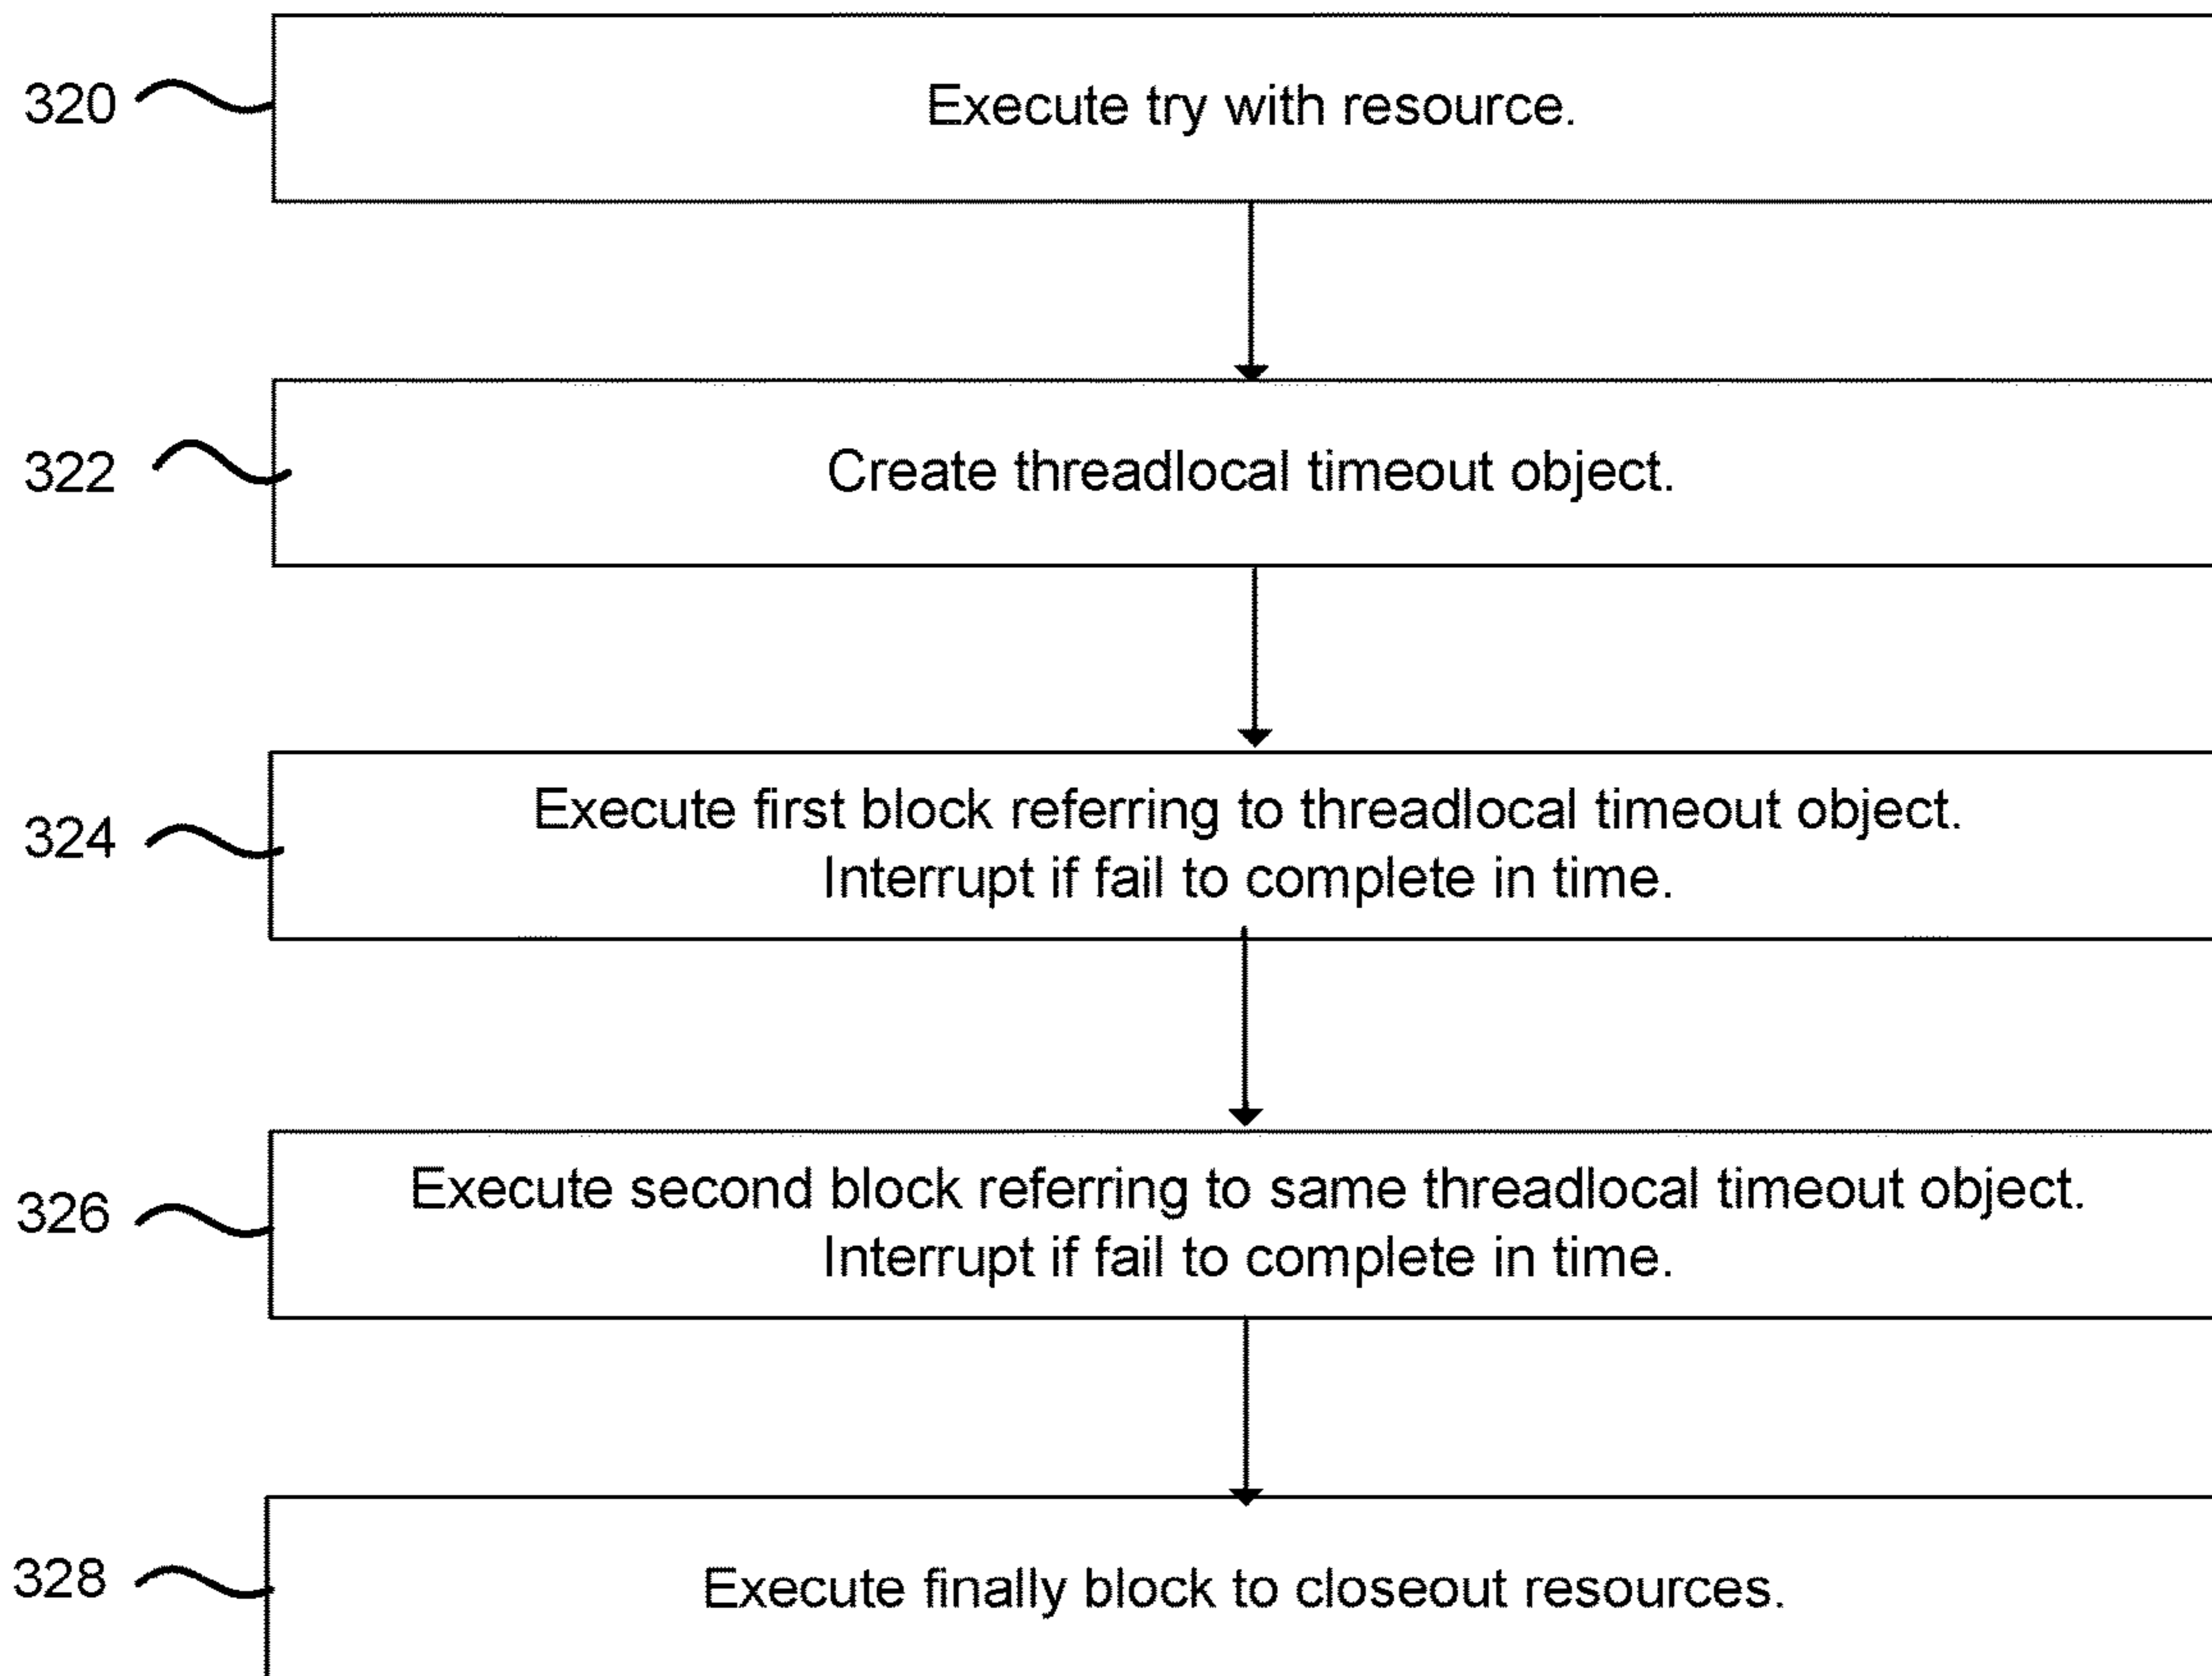 320
Execute try with resource.
322
Create threadlocal timeout object.
324
Execute first block referring to threadlocal timeout object.
Interrupt if fail to complete in time.
326
Execute second block referring to same threadlocal timeout object.
Interrupt if fail to complete in time.
328
Execute finally block to closeout resources.